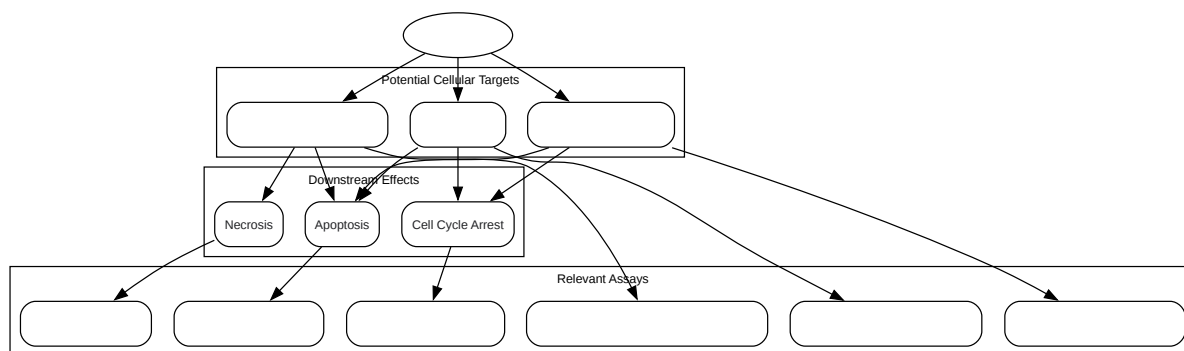 Potential Cellular Targets
Downstream Effects
Necrosis
Apoptosis
Cell Cycle Arrest
Relevant Assays